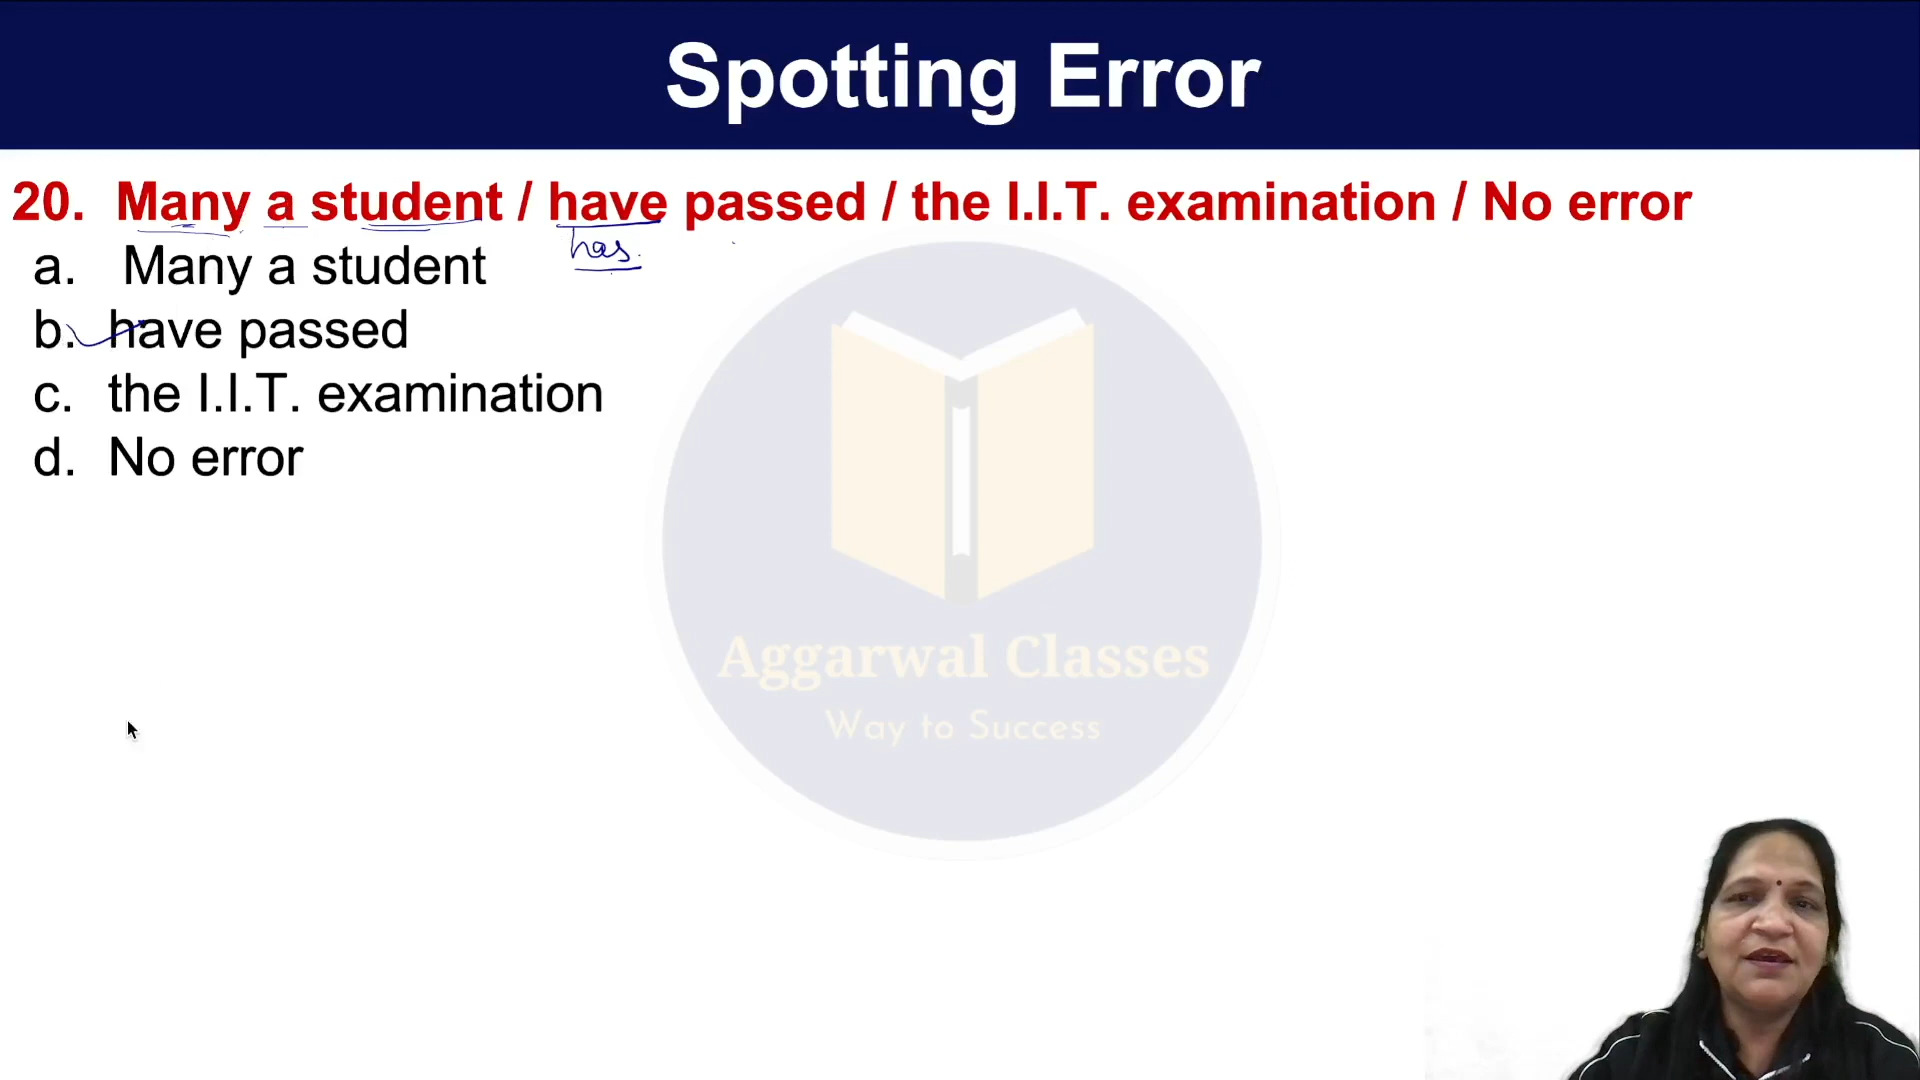 Spotting Error
20. Many a student / have passed / the I.I.T. examination / No error
has.
a. Many a student
b. have passed
c. the I.I.T. examination
d. No error
Aggarwal Classes
Way to Success